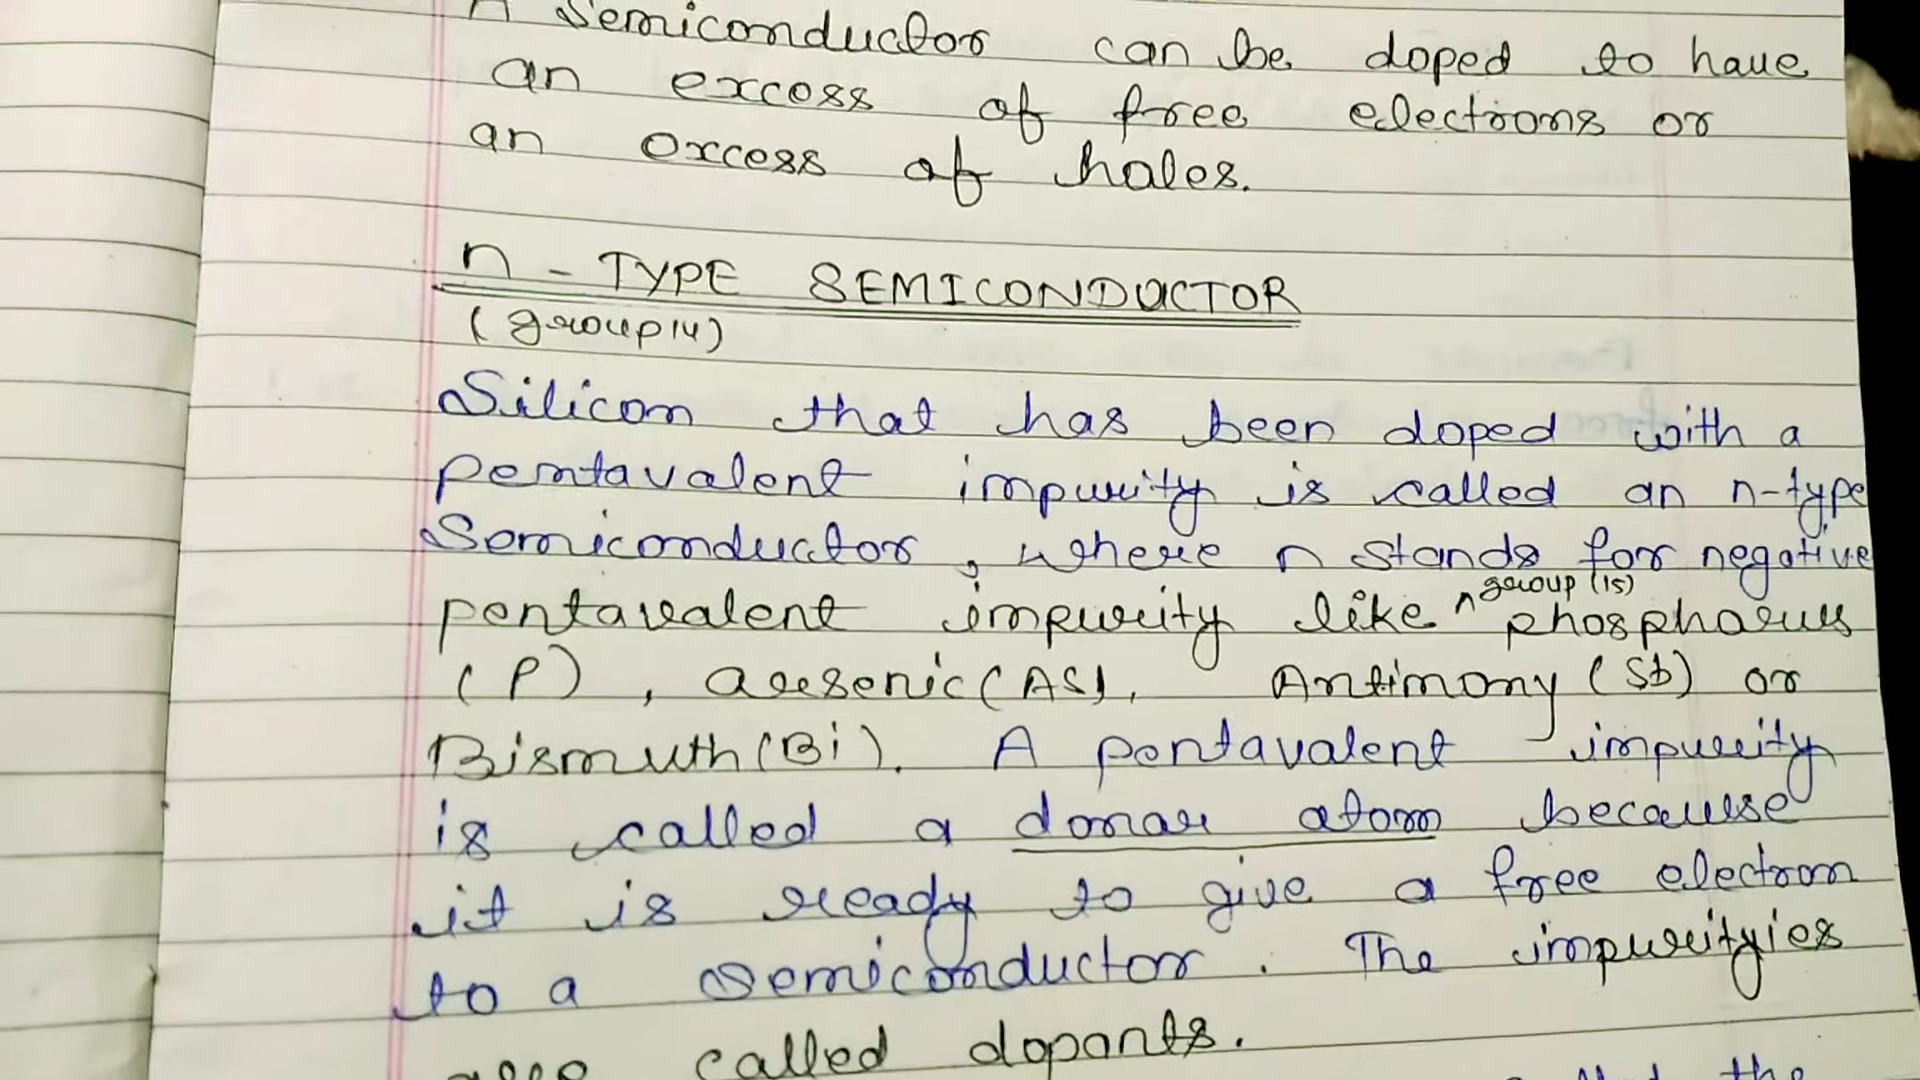 A Semiconductor can be doped to have
an excess of free electrons or
an excess of holes.
n - TYPE SEMICONDUCTOR
(group 14)
Silicon that has been doped with a
pentavalent impurity is called an n-type
Semiconductor, where n stands for negative
pentavalent impurity like ^ group (15) phosphorus
(P), arsenic (AS), Antimony (Sb) or
Bismuth (Bi). A pentavalent impurity
is called a donar atom because
it is ready to give a free electron
to a semiconductor. The impurityies
are called dopants.
the